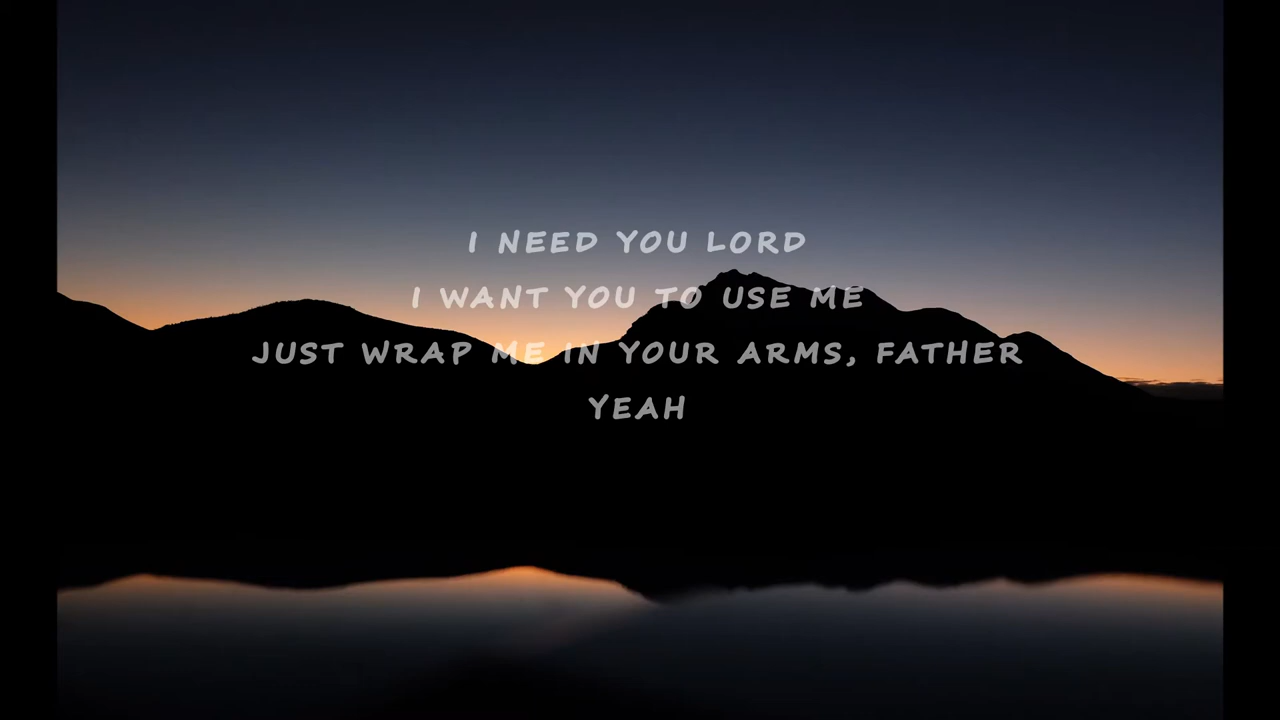 I NEED YOU LORD
I WANT YOU TO USE ME
JUST WRAP ME IN YOUR ARMS, FATHER
YEAH